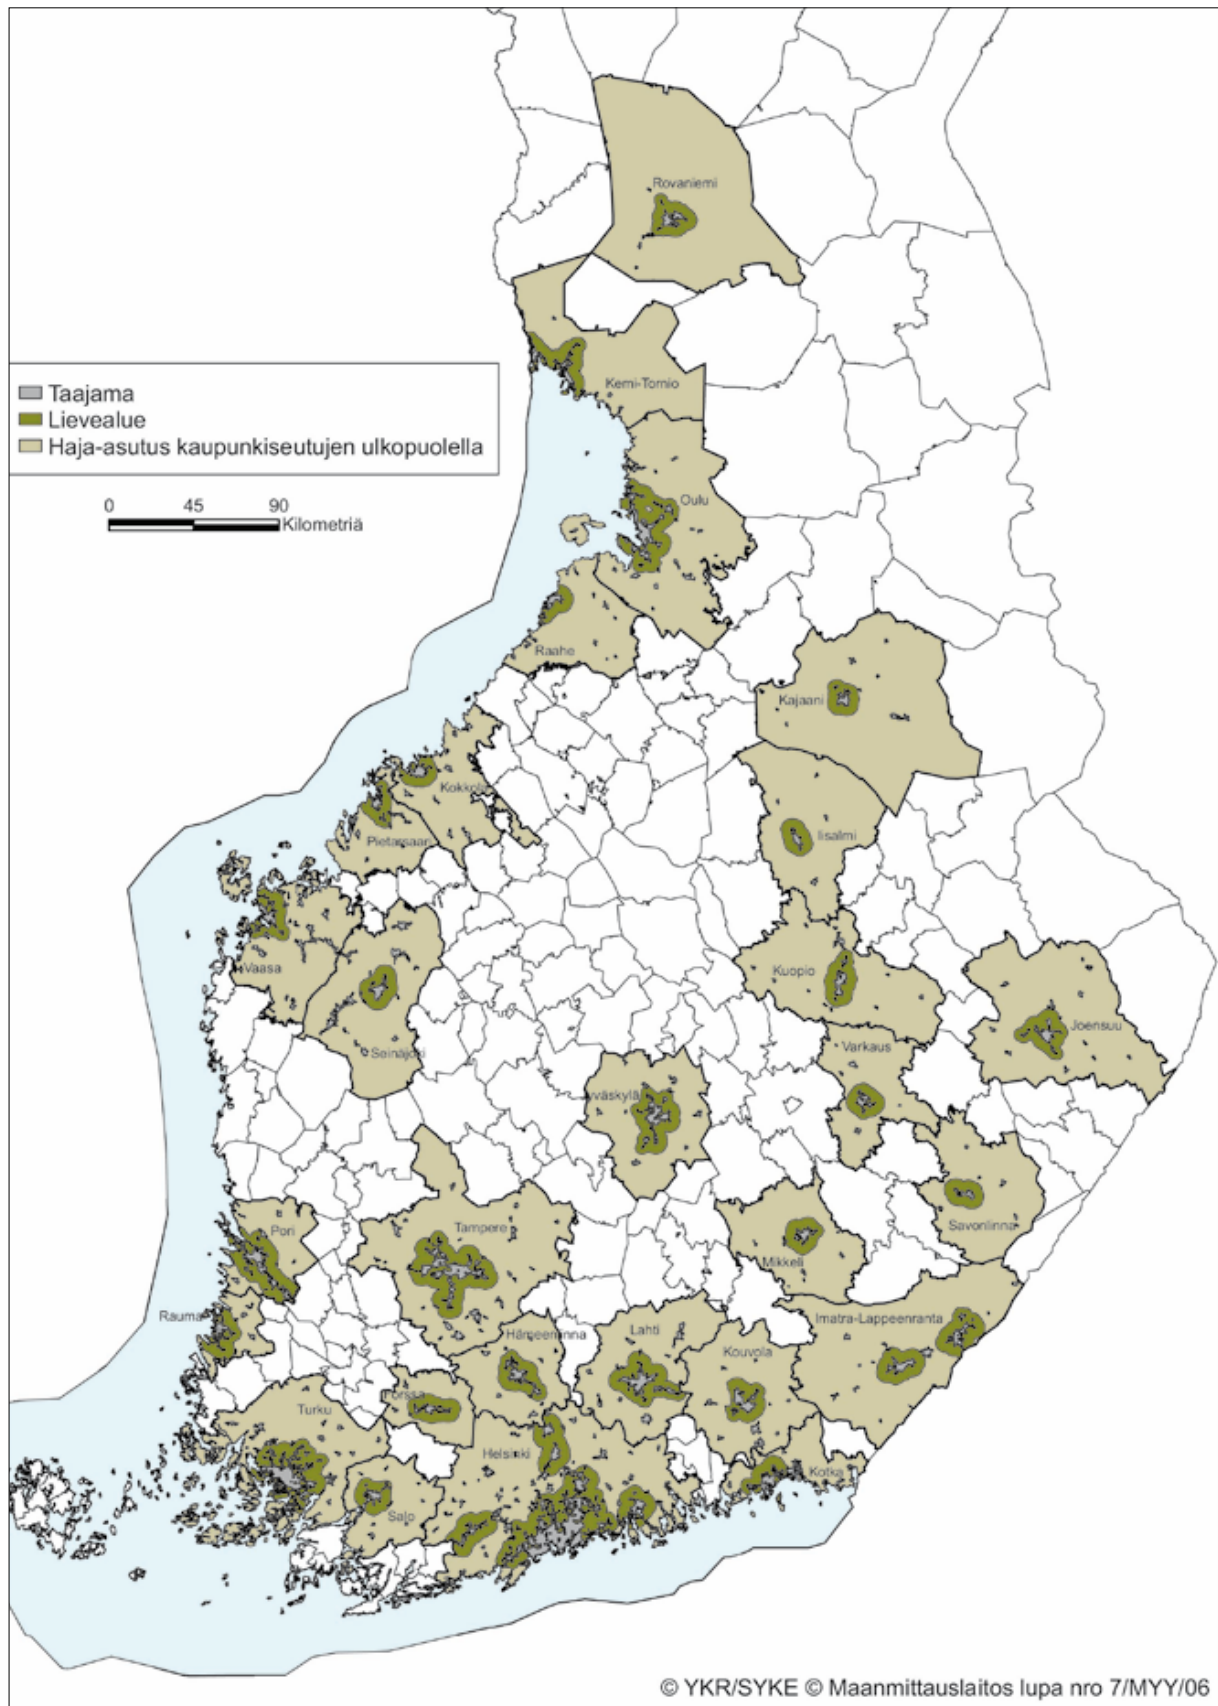 Rovaniemi
Kemi-Tornio
Taajama
Lievealue
Haja-asutus kaupunkiseutujen ulkopuolella
0 45 90
Kilometriä
Oulu
Raahe
Kajaani
Kokkola
Iisalmi
Pietarsaari
Vaasa
Kuopio
Seinäjoki
Joensuu
Varkaus
yväskylä
Savonlinna
Pori
Tampere
Mikkeli
Rauma
Imatra-Lappeenranta
Hämeenlinna
Lahti
Kouvola
Forssa
Turku
Helsinki
Kotka
Salo
© YKR/SYKE © Maanmittauslaitos lupa nro 7/MYY/06